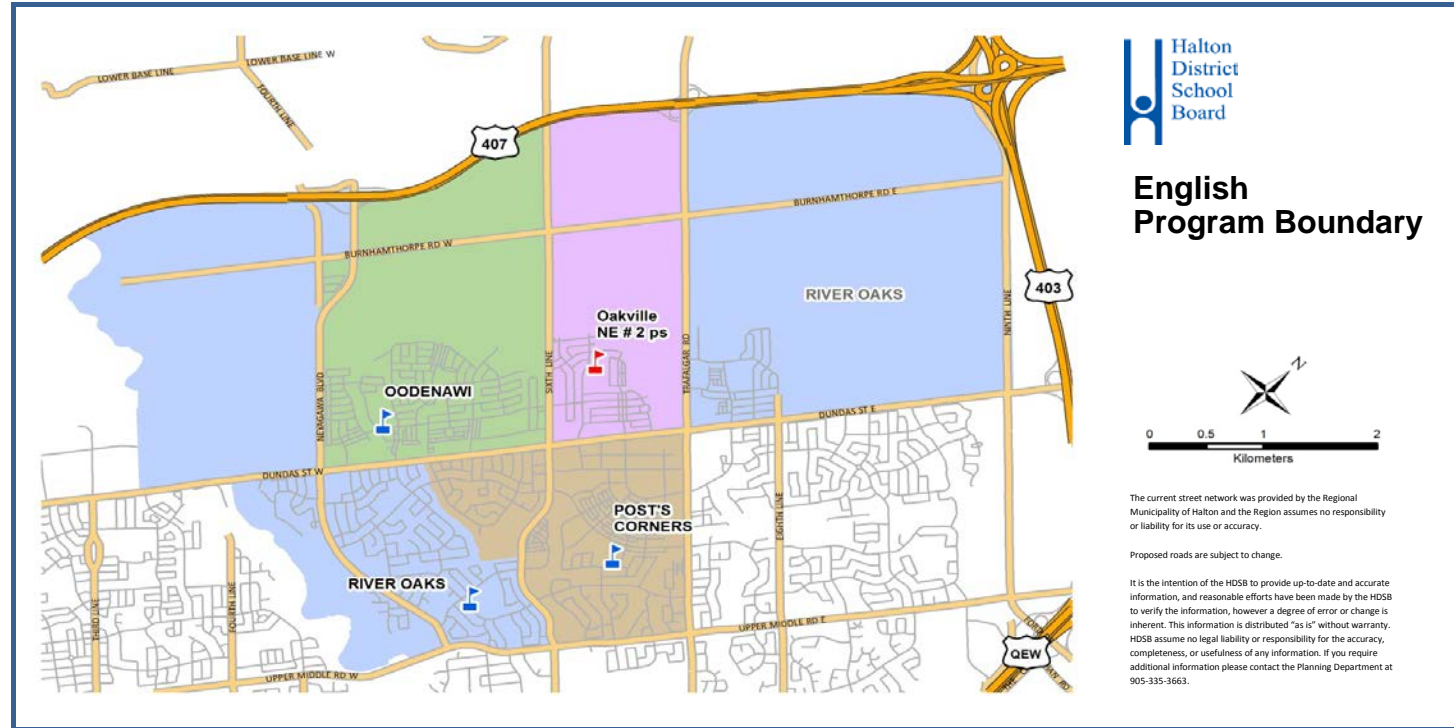 LOWER BASE LINE
LOWER BASE LINE W
FOURTH LINE
407
BURNHAMTHORPE RD W
BURNHAMTHORPE RD E
RIVER OAKS
403
NINTH LINE
Oakville
NE # 2 ps
SIXTH LINE
TRAFALGAR RD
NEYAGAWA BLVD
OODENAWI
DUNDAS ST E
DUNDAS ST W
POST'S
CORNERS
EIGHTH LINE
RIVER OAKS
THIRD LINE
FOURTH LINE
UPPER MIDDLE RD E
UPPER MIDDLE RD W
QEW
Halton
District
School
Board
English
Program Boundary
N
0 0.5 1 2
Kilometers
The current street network was provided by the Regional
Municipality of Halton and the Region assumes no responsibility
or liability for its use or accuracy.
Proposed roads are subject to change.
It is the intention of the HDSB to provide up-to-date and accurate
information, and reasonable efforts have been made by the HDSB
to verify the information, however a degree of error or change is
inherent. This information is distributed "as is" without warranty.
HDSB assume no legal liability or responsibility for the accuracy,
completeness, or usefulness of any information. If you require
additional information please contact the Planning Department at
905-335-3663.